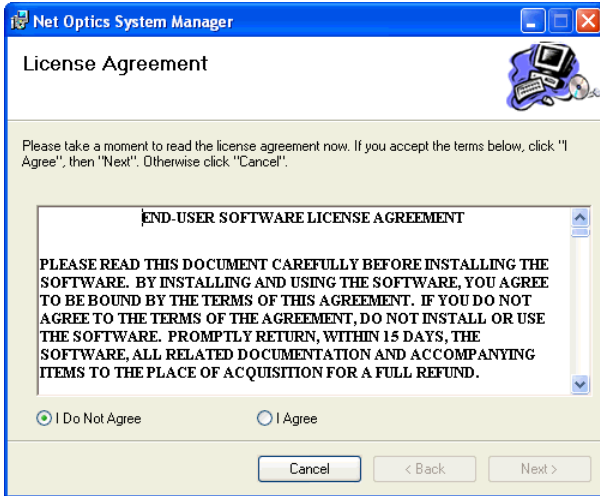 Net Optics System Manager
License Agreement
Please take a moment to read the license agreement now. If you accept the terms below, click "I
Agree", then "Next". Otherwise click "Cancel".
END-USER SOFTWARE LICENSE AGREEMENT
PLEASE READ THIS DOCUMENT CAREFULLY BEFORE INSTALLING THE
SOFTWARE.  BY INSTALLING AND USING THE SOFTWARE, YOU AGREE
TO BE BOUND BY THE TERMS OF THIS AGREEMENT.  IF YOU DO NOT
AGREE TO THE TERMS OF THE AGREEMENT, DO NOT INSTALL OR USE
THE SOFTWARE.  PROMPTLY RETURN, WITHIN 15 DAYS, THE
SOFTWARE, ALL RELATED DOCUMENTATION AND ACCOMPANYING
ITEMS TO THE PLACE OF ACQUISITION FOR A FULL REFUND.
I Do Not Agree I Agree
Cancel < Back Next >